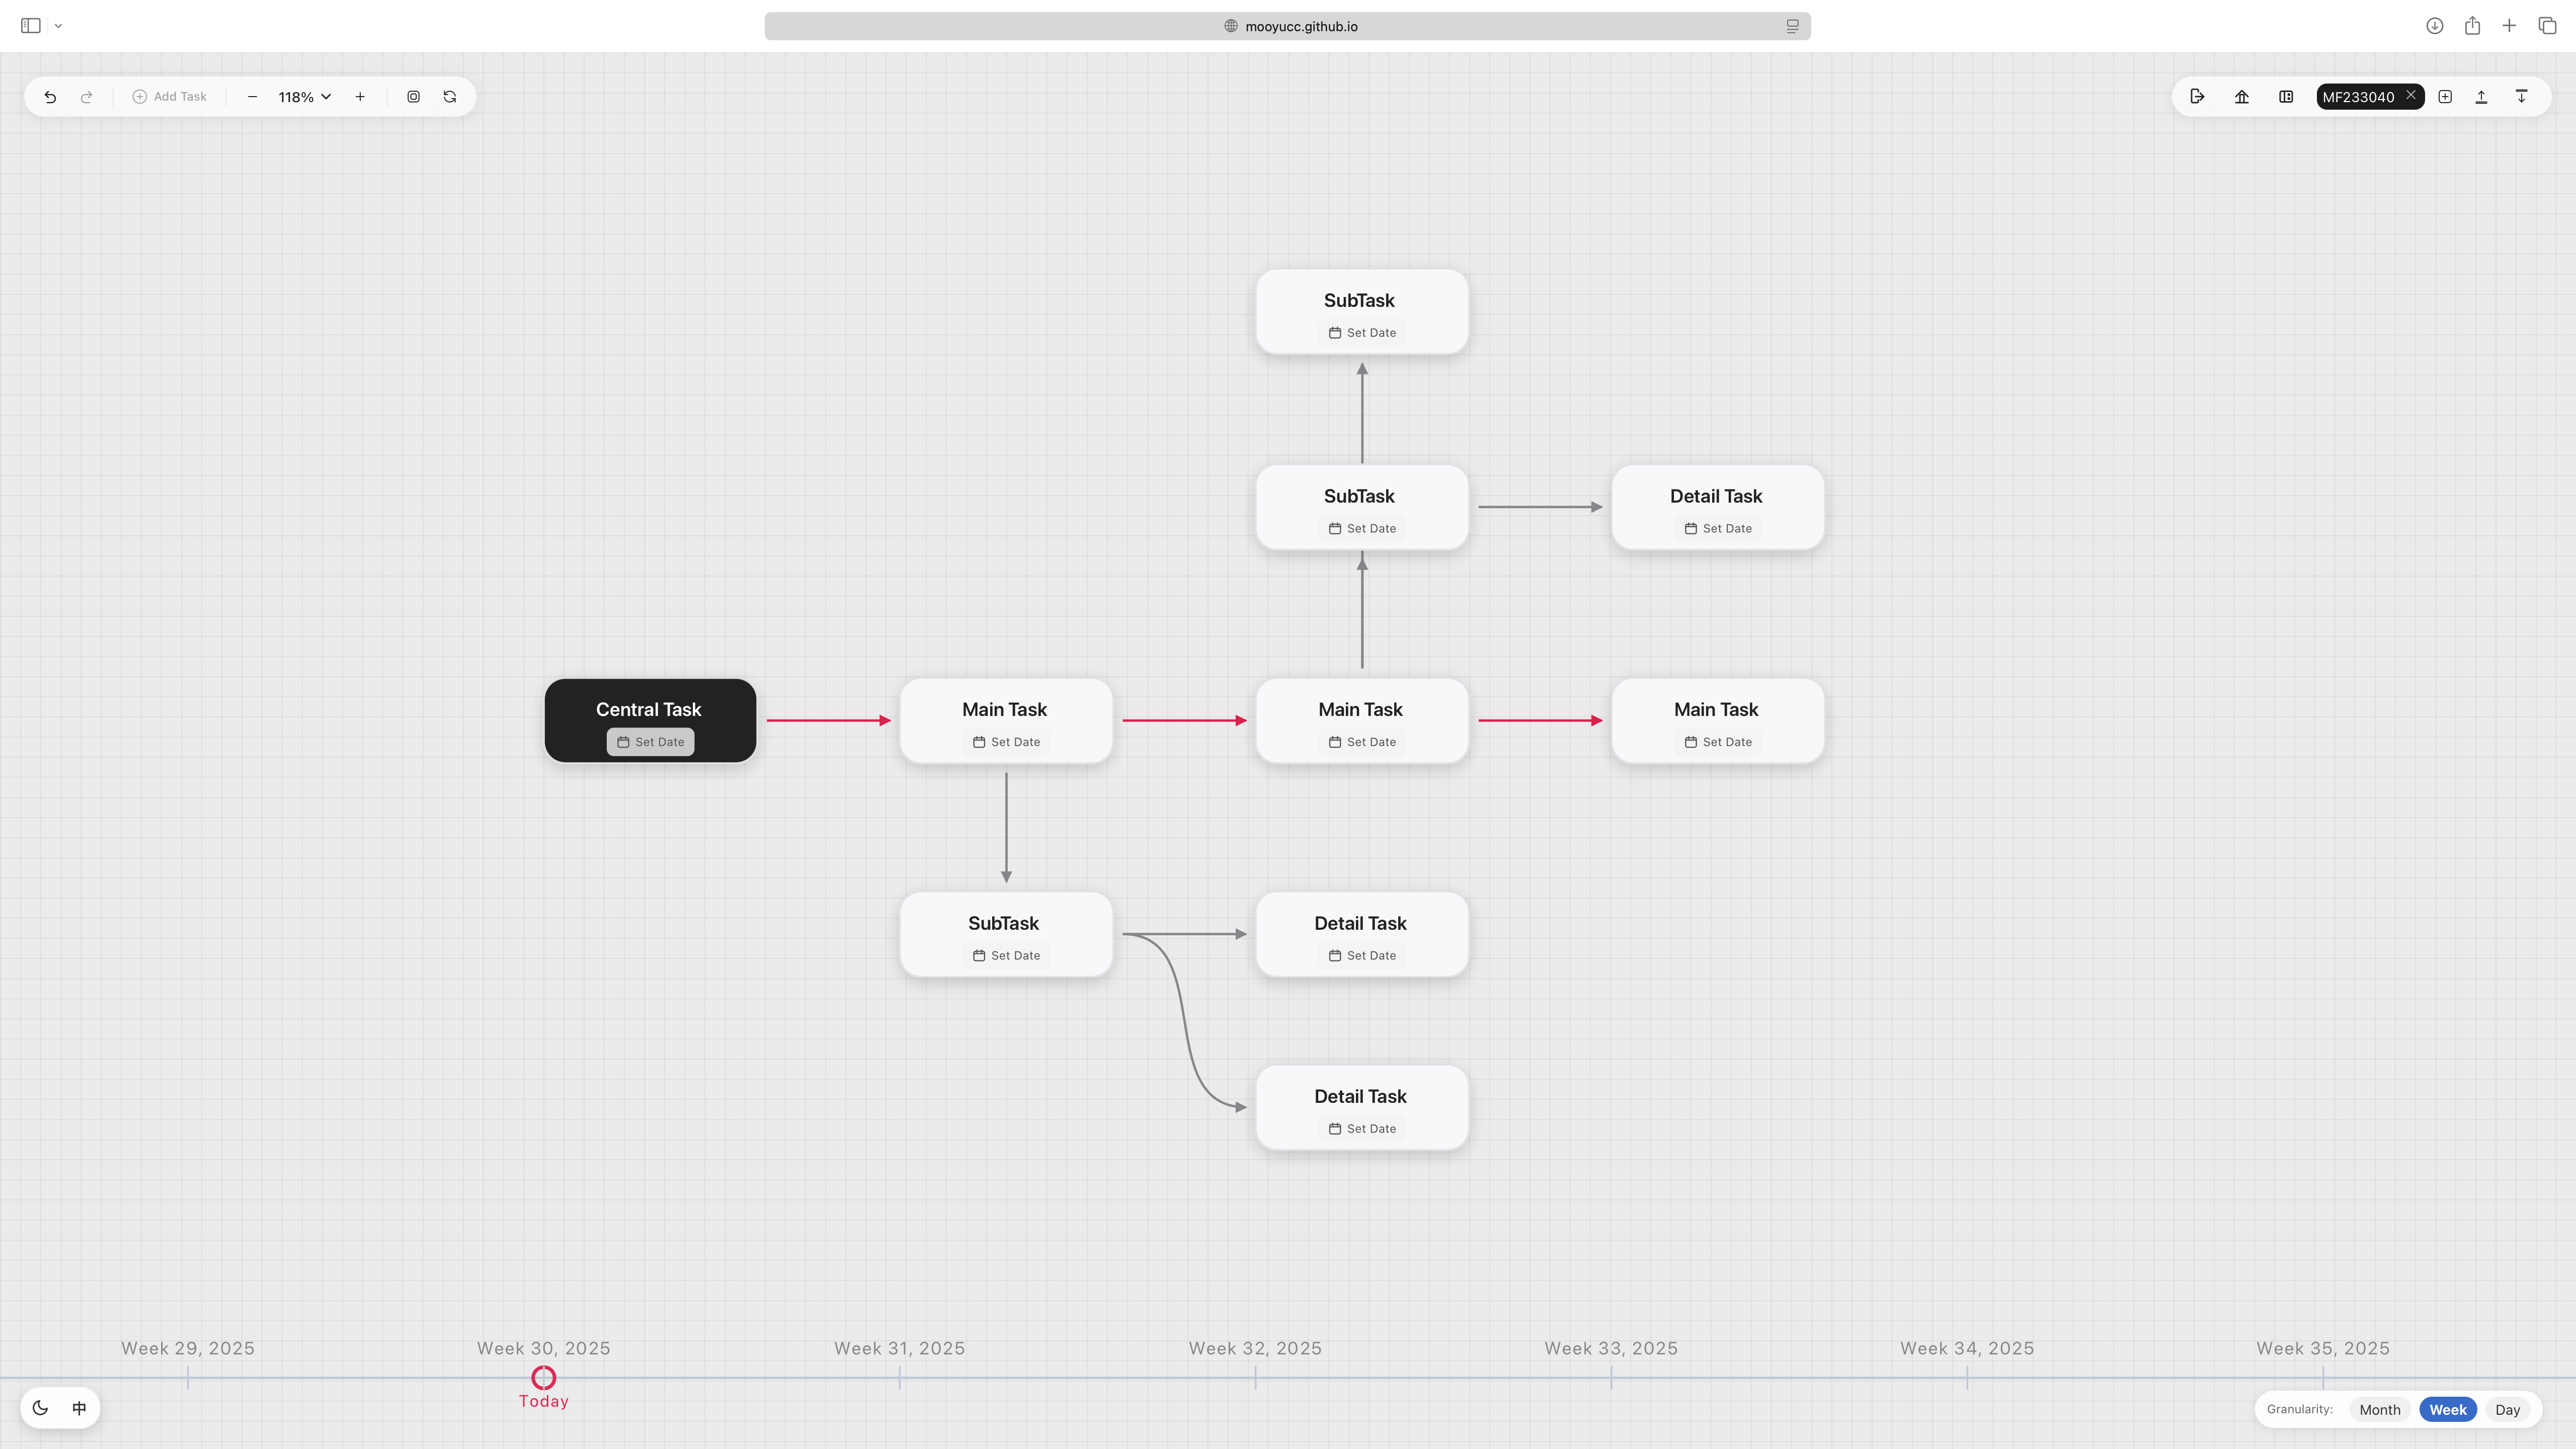 mooyucc.github.io
Add Task
118%
MF233040
SubTask
Set Date
SubTask
Set Date
Detail Task
Set Date
Central Task
Set Date
Main Task
Set Date
Main Task
Set Date
Main Task
Set Date
SubTask
Set Date
Detail Task
Set Date
Detail Task
Set Date
Week 29, 2025
Week 30, 2025
Week 31, 2025
Week 32, 2025
Week 33, 2025
Week 34, 2025
Week 35, 2025
Today
中
Granularity: Month Week Day